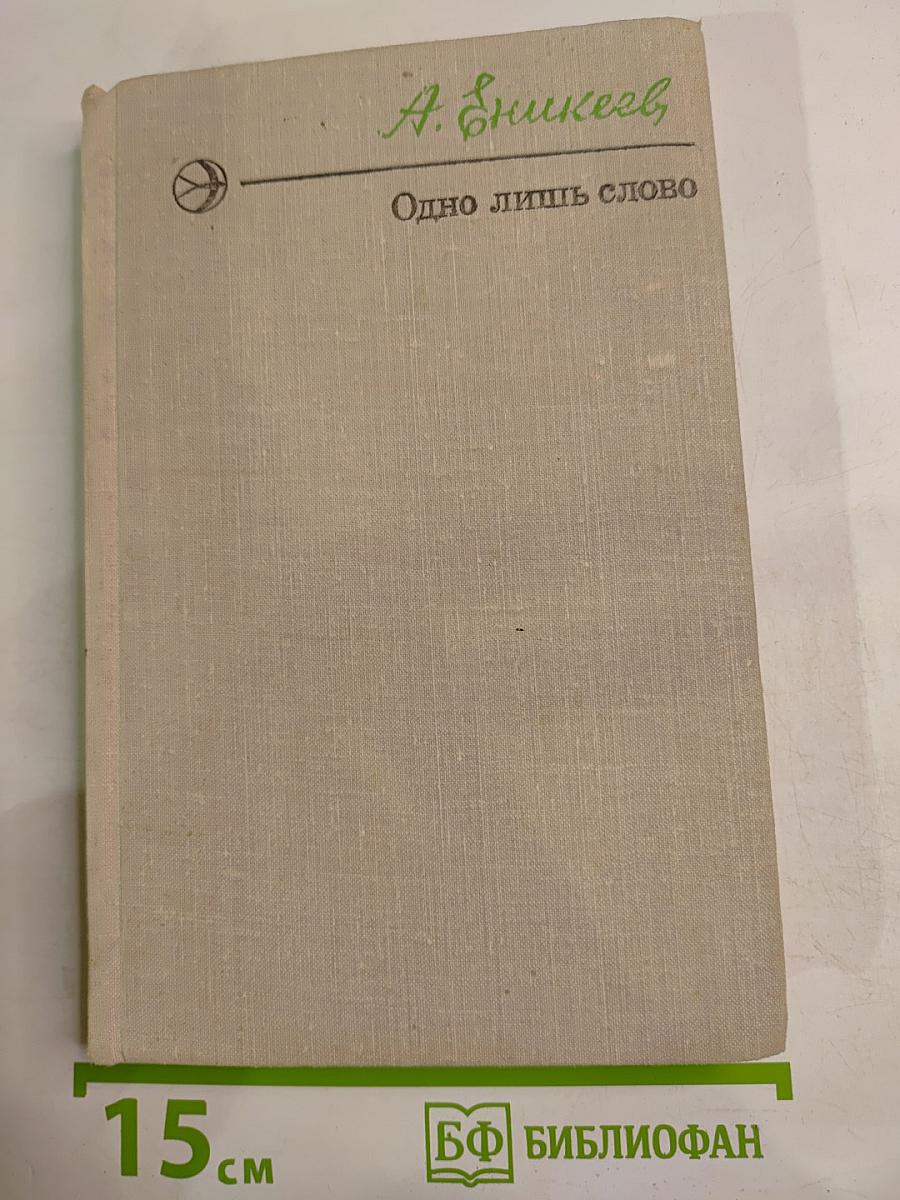 А. Еникеев
Одно лишь слово
15 см
БФ БИБЛИОФАН